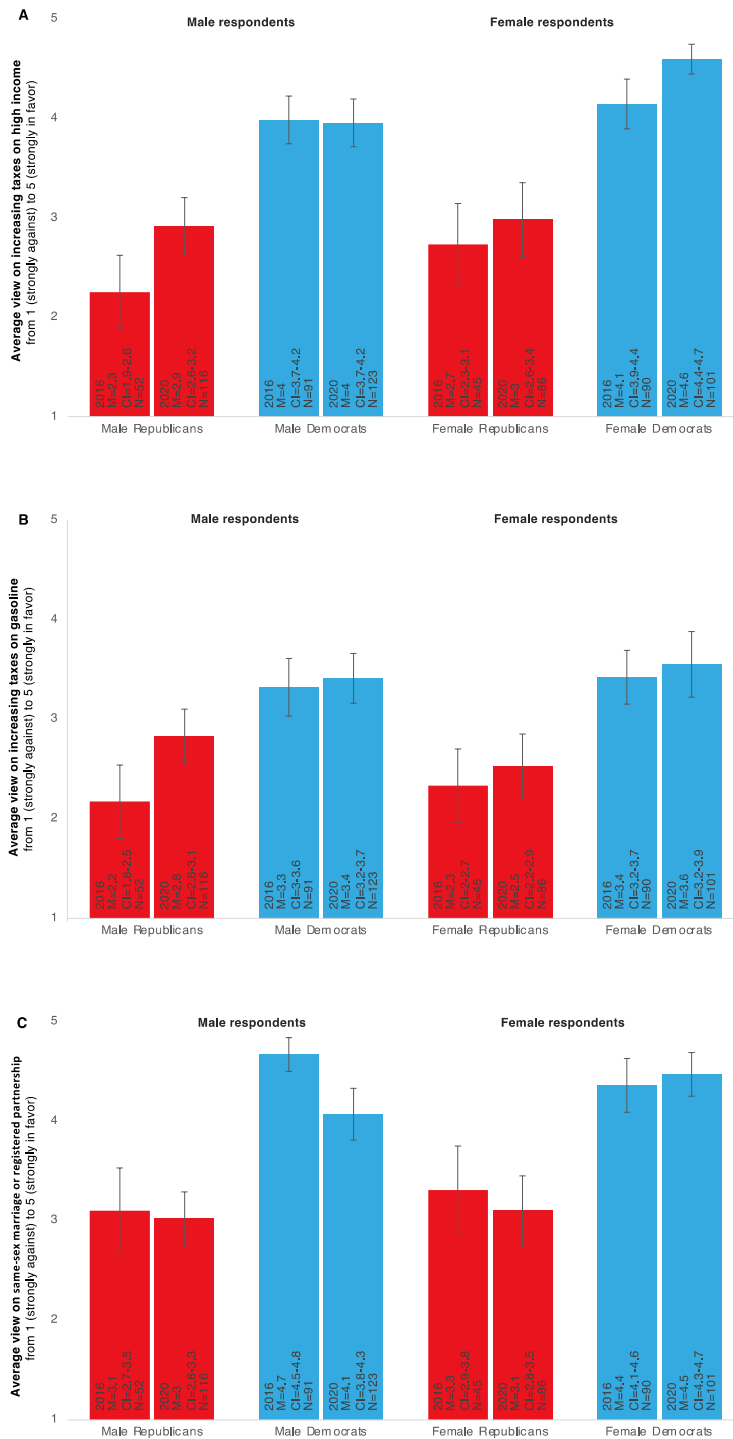 A
Male respondents
Female respondents
Average view on increasing taxes on high income
from 1 (strongly against) to 5 (strongly in favor)
5
4
3
2
1
2016
M=2,3
CI=1,9-2,6
N=52
2020
M=2,9
CI=2,6-3,2
N=116
2016
M=4
CI=3,7-4,2
N=91
2020
M=4
CI=3,7-4,2
N=123
2016
M=2,7
CI=2,3-3,1
N=45
2020
M=3
CI=2,6-3,4
N=86
2016
M=4,1
CI=3,9-4,4
N=90
2020
M=4,6
CI=4,4-4,7
N=101
Male Republicans
Male Democrats
Female Republicans
Female Democrats
B
Male respondents
Female respondents
Average view on increasing taxes on gasoline
from 1 (strongly against) to 5 (strongly in favor)
5
4
3
2
1
2016
M=2,2
CI=1,8-2,5
N=52
2020
M=2,8
CI=2,6-3,1
N=116
2016
M=3,3
CI=3-3,6
N=91
2020
M=3,4
CI=3,2-3,7
N=123
2016
M=2,3
CI=2-2,7
N=45
2020
M=2,5
CI=2,2-2,9
N=86
2016
M=3,4
CI=3,2-3,7
N=90
2020
M=3,6
CI=3,2-3,9
N=101
Male Republicans
Male Democrats
Female Republicans
Female Democrats
C
Male respondents
Female respondents
Average view on same-sex marriage or registered partnership
from 1 (strongly against) to 5 (strongly in favor)
5
4
3
2
1
2016
M=3,1
CI=2,7-3,5
N=52
2020
M=3
CI=2,8-3,3
N=116
2016
M=4,7
CI=4,5-4,8
N=91
2020
M=4,1
CI=3,8-4,3
N=123
2016
M=3,3
CI=2,9-3,8
N=45
2020
M=3,1
CI=2,8-3,5
N=86
2016
M=4,4
CI=4,1-4,6
N=90
2020
M=4,5
CI=4,3-4,7
N=101
Male Republicans
Male Democrats
Female Republicans
Female Democrats